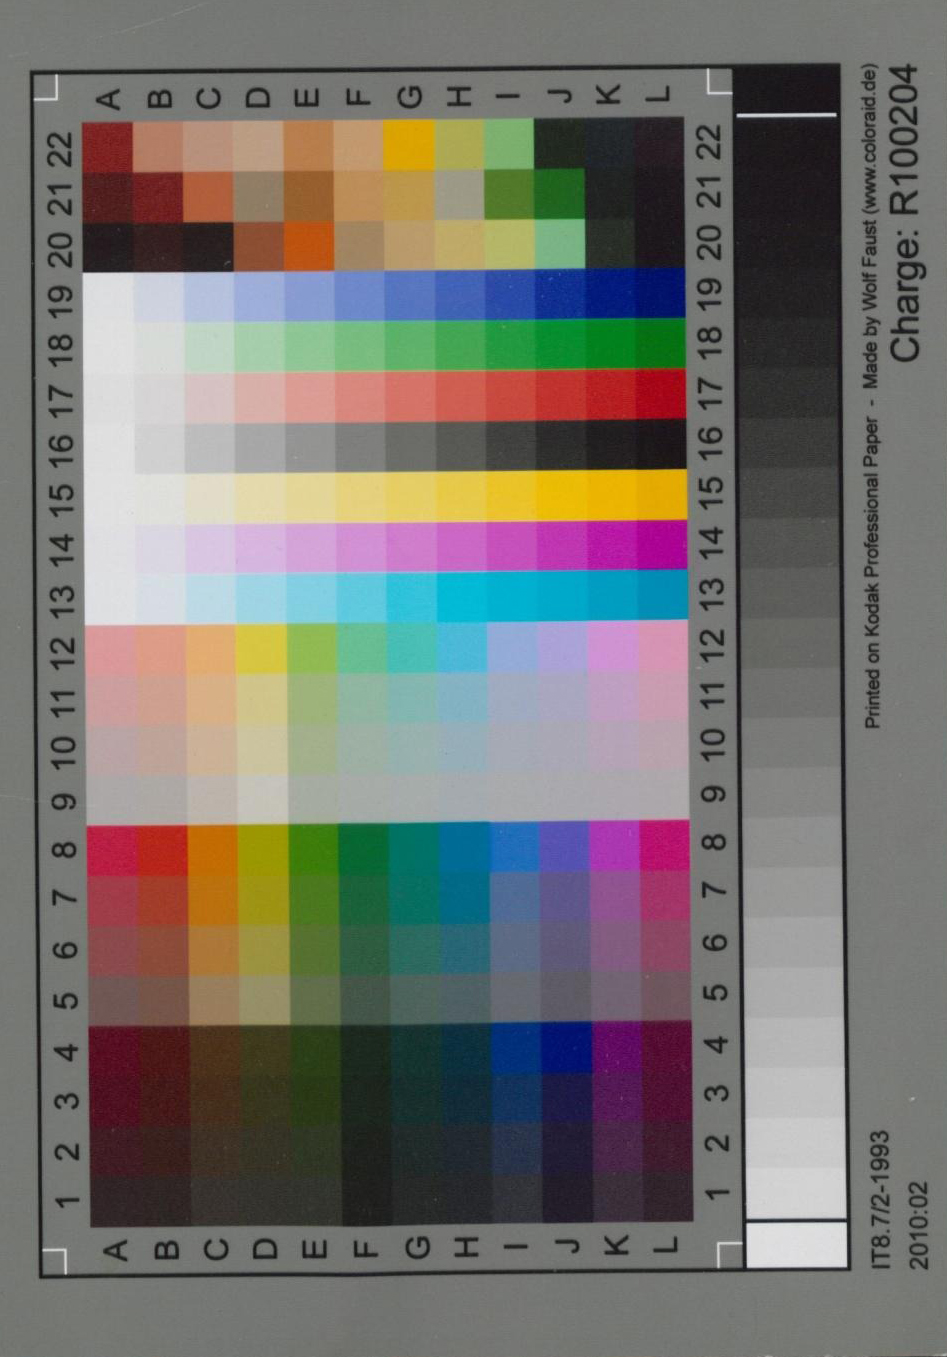 1 2 3 4 5 6 7 8 9 10 11 12 13 14 15 16 17 18 19 20 21 22
A A
B B
C C
D D
E E
F F
G G
H H
I I
J J
K K
L L
1 2 3 4 5 6 7 8 9 10 11 12 13 14 15 16 17 18 19 20 21 22
IT8.7/2-1993
Printed on Kodak Professional Paper - Made by Wolf Faust (www.coloraid.de)
2010:02
Charge: R100204